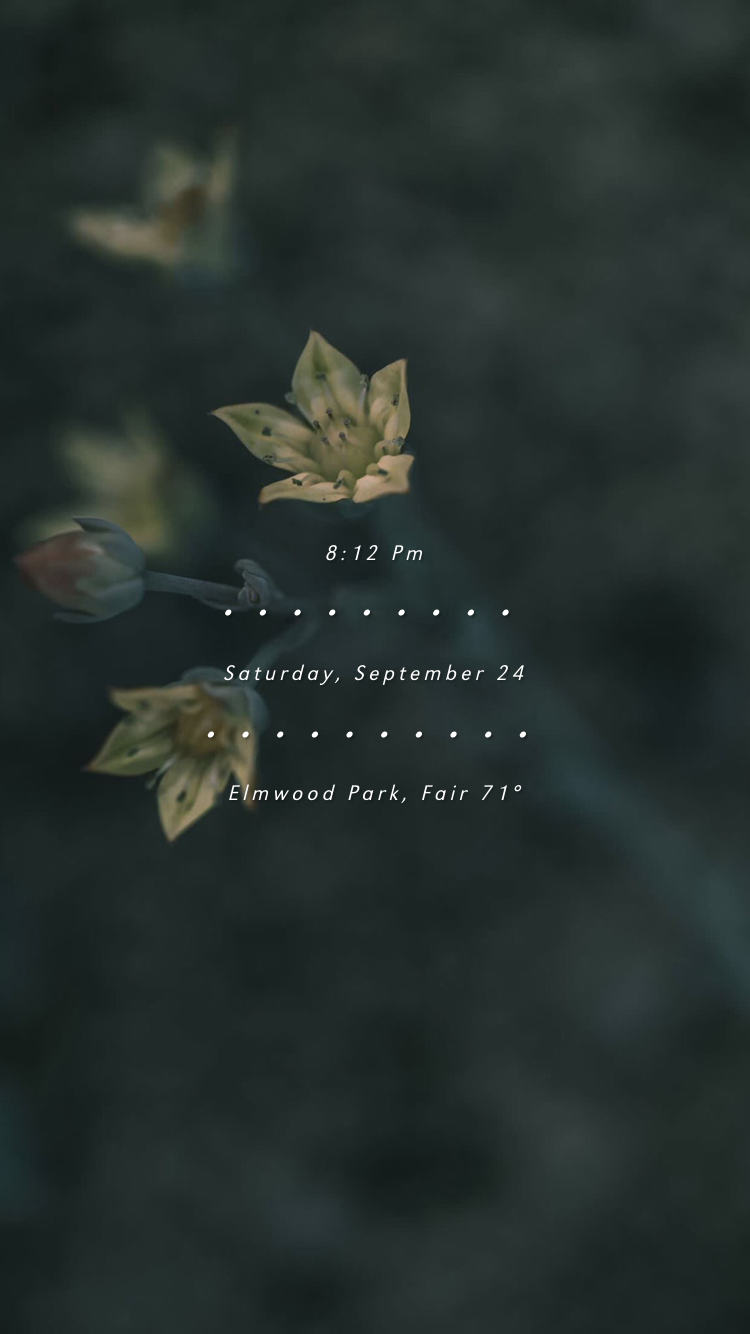 8:12 Pm
• • • • • • • • •
Saturday, September 24
• • • • • • • • • •
Elmwood Park, Fair 71°